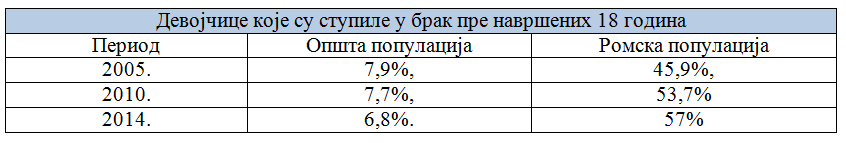 Девојчице које су ступиле у брак пре навршених 18 година
Период Општа популација Ромска популација
2005. 7,9%, 45,9%,
2010. 7,7%, 53,7%
2014. 6,8%. 57%